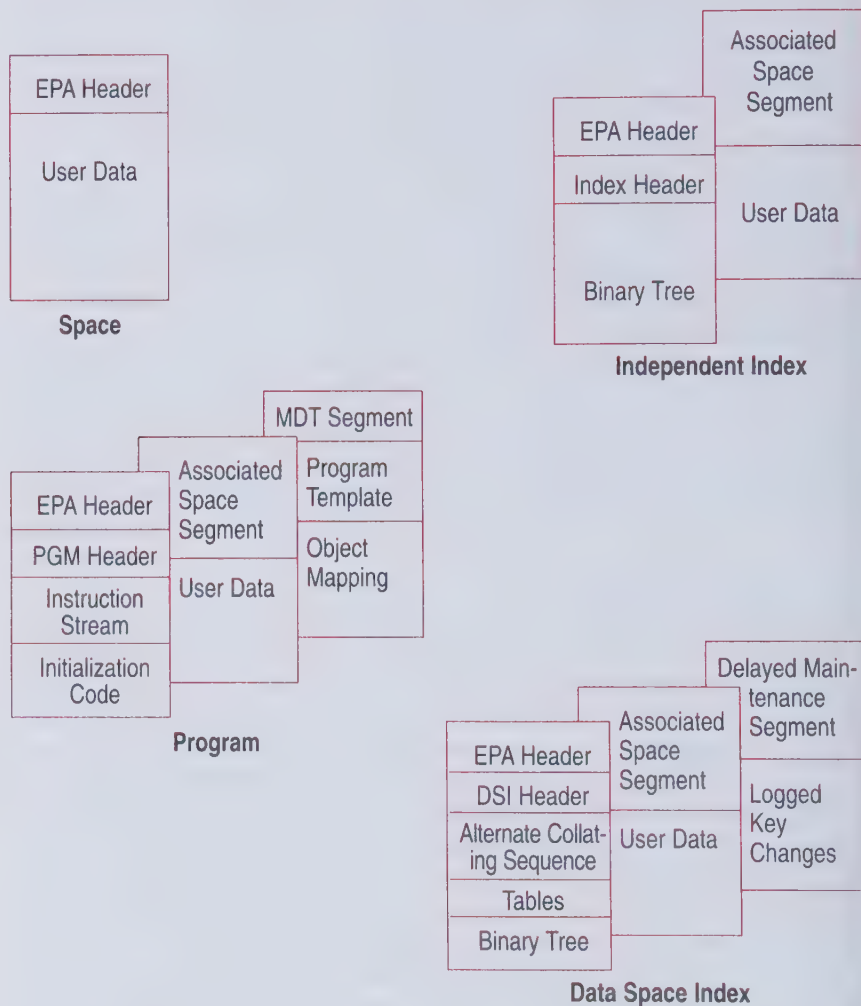 EPA Header
User Data
Space
Associated
Space
Segment
EPA Header
Index Header
User Data
Binary Tree
Independent Index
MDT Segment
Program
Template
Object
Mapping
Associated
Space
Segment
User Data
EPA Header
PGM Header
Instruction
Stream
Initialization
Code
Program
Delayed Main-
tenance
Segment
Logged
Key
Changes
Associated
Space
Segment
User Data
EPA Header
DSI Header
Alternate Collat-
ing Sequence
Tables
Binary Tree
Data Space Index